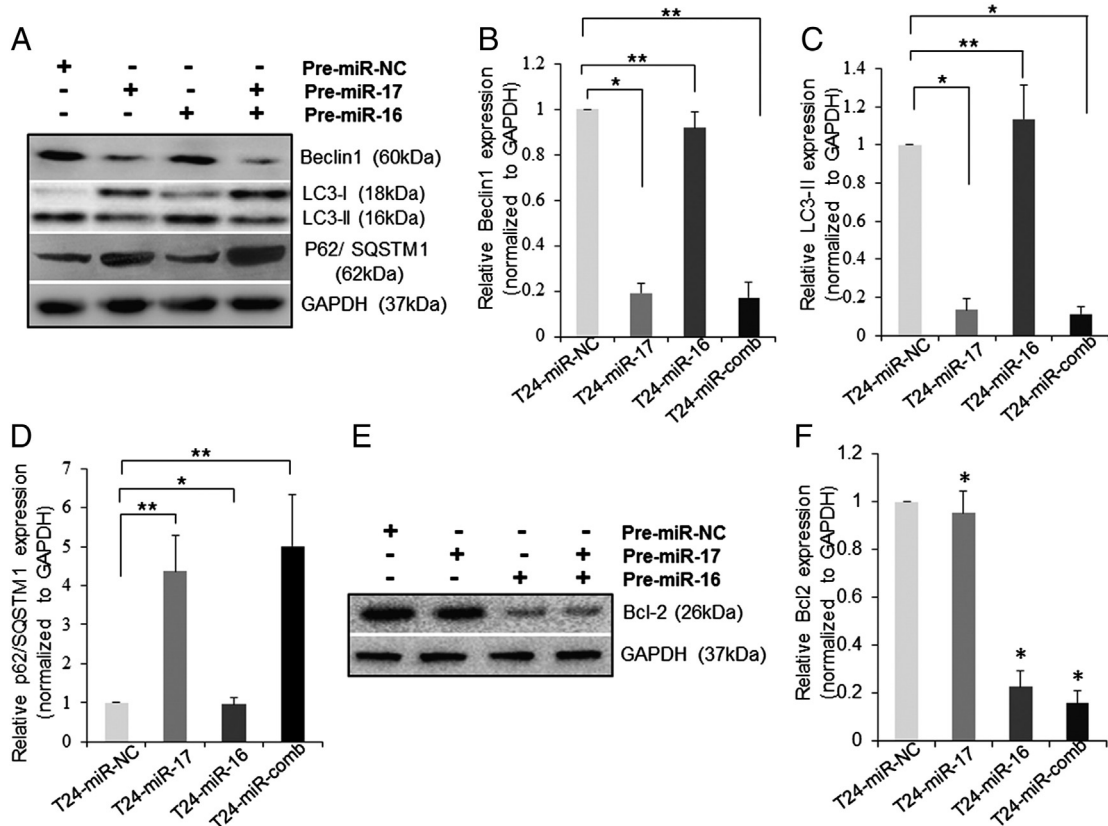 A
+ - - - Pre-miR-NC
- + - + Pre-miR-17
- - + + Pre-miR-16
Beclin1 (60kDa)
LC3-I (18kDa)
LC3-II (16kDa)
P62/ SQSTM1
(62kDa)
GAPDH (37kDa)
B
Relative Beclin1 expression
(normalized to GAPDH)
1.2
1
0.8
0.6
0.4
0.2
0
**
**
*
T24-miR-NC
T24-miR-17
T24-miR-16
T24-miR-comb
C
Relative LC3-II expression
(normalized to GAPDH)
1.4
1.2
1
0.8
0.6
0.4
0.2
0
*
**
*
T24-miR-NC
T24-miR-17
T24-miR-16
T24-miR-comb
D
Relative p62/SQSTM1 expression
(normalized to GAPDH)
7
6
5
4
2
1
0
**
*
**
T24-miR-NC
T24-miR-17
T24-miR-16
T24-miR-comb
E
+ - - - Pre-miR-NC
- + - + Pre-miR-17
- - + + Pre-miR-16
Bcl-2 (26kDa)
GAPDH (37kDa)
F
Relative Bcl2 expression
(normalized to GAPDH)
1.2
1
0.8
0.6
0.4
0.2
0
*
*
*
T24-miR-NC
T24-miR-17
T24-miR-16
T24-miR-comb